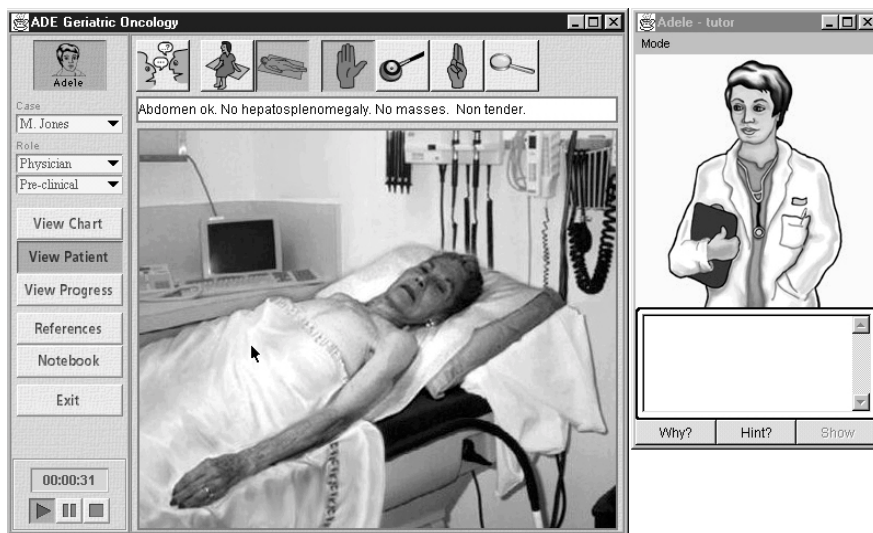 ADE Geriatric Oncology
Adele
Case
M. Jones
Role
Physician
Pre-clinical
View Chart
View Patient
View Progress
References
Notebook
Exit
00:00:31
..?
...
Abdomen ok. No hepatosplenomegaly. No masses.  Non tender.
Adele - tutor
Mode
Why?
Hint?
Show